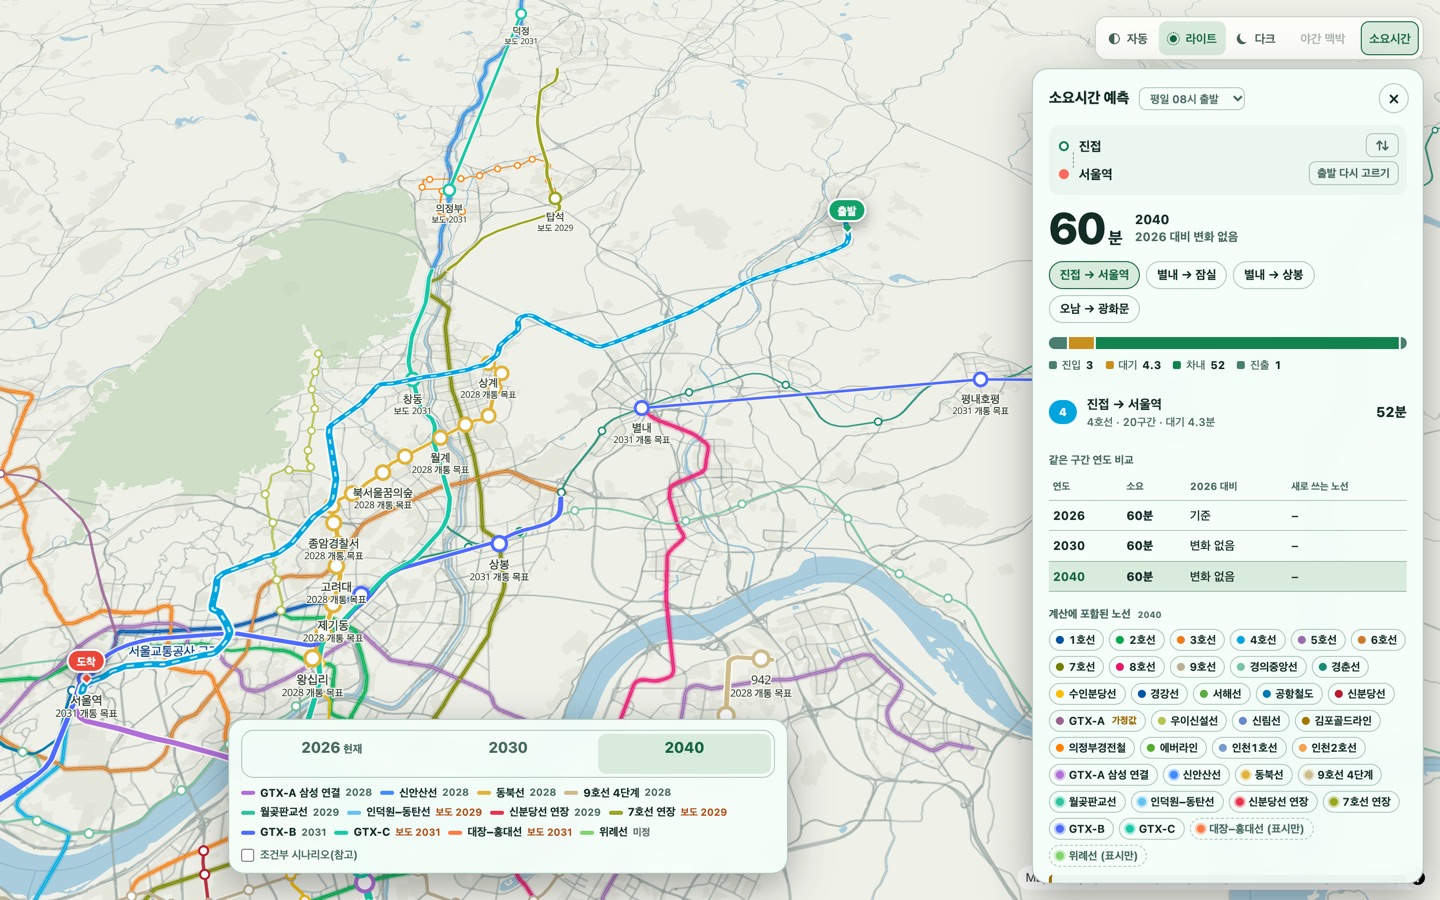 자동
라이트
다크
야간 맥박
소요시간
소요시간 예측
평일 08시 출발
진접
서울역
출발 다시 고르기
60분
2040
2026 대비 변화 없음
진접 → 서울역
별내 → 잠실
별내 → 상봉
오남 → 광화문
진입 3
대기 4.3
차내 52
진출 1
4
진접 → 서울역
4호선 · 20구간 · 대기 4.3분
52분
같은 구간 연도 비교
연도 소요 2026 대비 새로 쓰는 노선
2026 60분 기준 –
2030 60분 변화 없음 –
2040 60분 변화 없음 –
계산에 포함된 노선 2040
1호선 2호선 3호선 4호선 5호선 6호선
7호선 8호선 9호선 경의중앙선 경춘선
수인분당선 경강선 서해선 공항철도 신분당선
GTX-A 가정값 우이신설선 신림선 김포골드라인
의정부경전철 에버라인 인천1호선 인천2호선
GTX-A 삼성 연결 신안산선 동북선 9호선 4단계
월곶판교선 인덕원–동탄선 신분당선 연장 7호선 연장
GTX-B GTX-C 대장–홍대선 (표시만)
위례선 (표시만)
덕정
보도 2031
의정부
보도 2031
탑석
보도 2029
출발
창동
보도 2031
상계
2028 개통 목표
별내
2031 개통 목표
평내호평
2031 개통 목표
월계
2028 개통 목표
북서울꿈의숲
2028 개통 목표
종암경찰서
2028 개통 목표
상봉
2031 개통 목표
고려대
2028 개통 목표
제기동
2028 개통 목표
서울교통공사
도착
서울역
2031 개통 목표
왕십리
2028 개통 목표
942
2028 개통 목표
2026 현재
2030
2040
GTX-A 삼성 연결 2028 신안산선 2028 동북선 2028 9호선 4단계 2028
월곶판교선 2029 인덕원–동탄선 보도 2029 신분당선 연장 2029 7호선 연장 보도 2029
GTX-B 2031 GTX-C 보도 2031 대장–홍대선 보도 2031 위례선 미정
조건부 시나리오(참고)